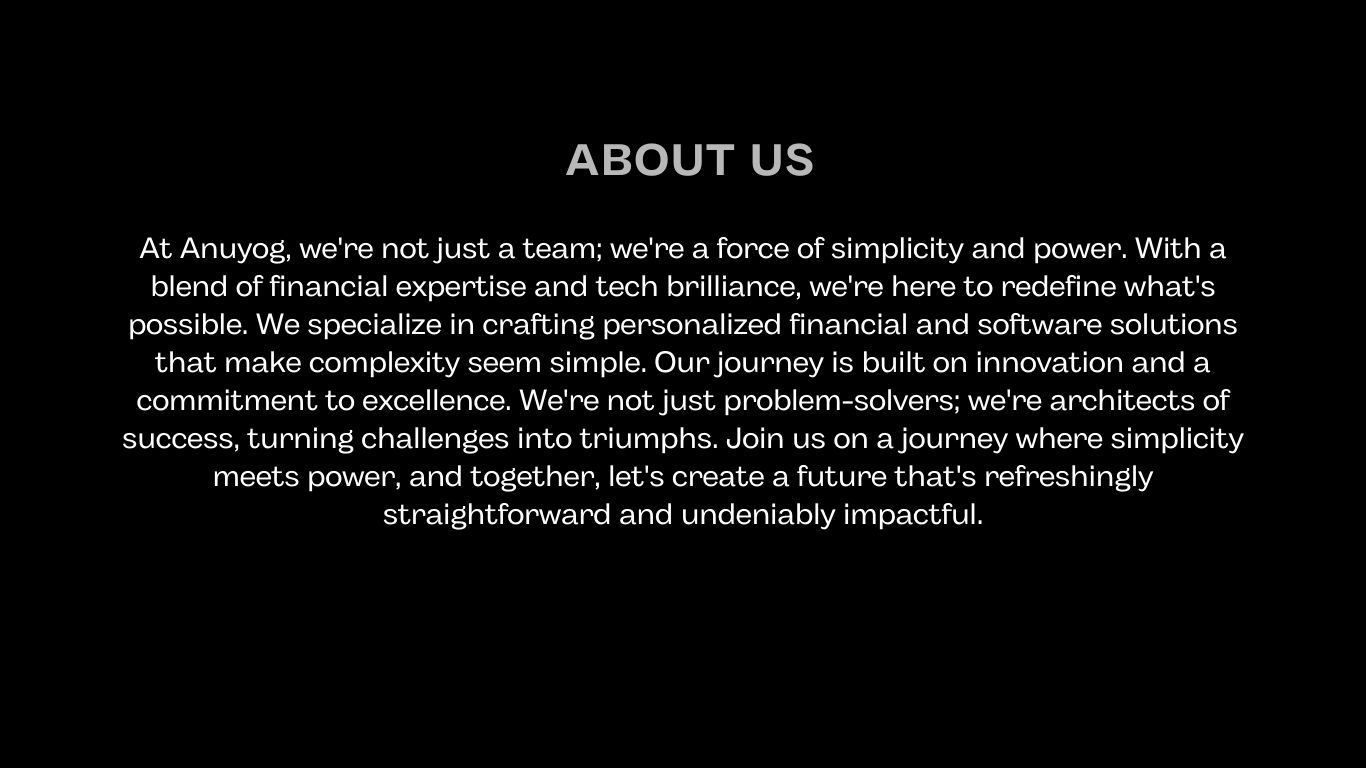 ABOUT US
At Anuyog, we're not just a team; we're a force of simplicity and power. With a
blend of financial expertise and tech brilliance, we're here to redefine what's
possible. We specialize in crafting personalized financial and software solutions
that make complexity seem simple. Our journey is built on innovation and a
commitment to excellence. We're not just problem-solvers; we're architects of
success, turning challenges into triumphs. Join us on a journey where simplicity
meets power, and together, let's create a future that's refreshingly
straightforward and undeniably impactful.